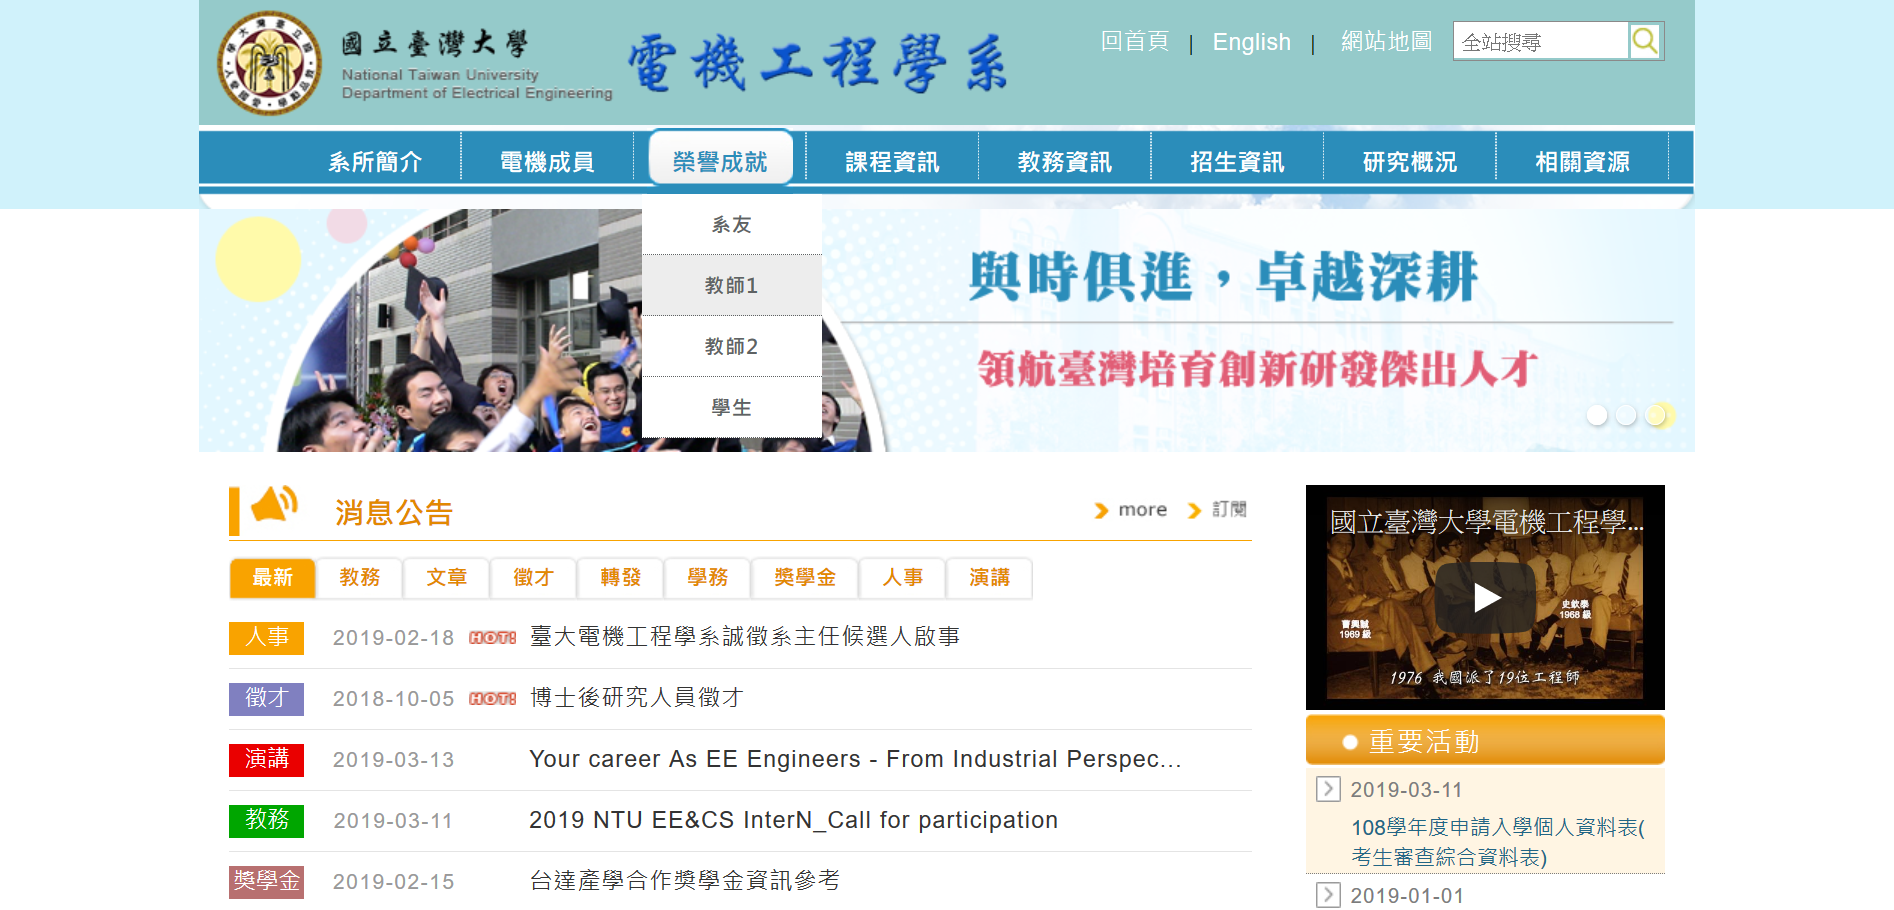 國立臺灣大學
National Taiwan University
Department of Electrical Engineering
電機工程學系
回首頁 | English | 網站地圖
全站搜尋
系所簡介 電機成員 榮譽成就 課程資訊 教務資訊 招生資訊 研究概況 相關資源
系友
教師1
教師2
學生
與時俱進，卓越深耕
領航臺灣培育創新研發傑出人才
消息公告
more 訂閱
最新 教務 文章 徵才 轉發 學務 獎學金 人事 演講
人事 2019-02-18 HOT! 臺大電機工程學系誠徵系主任候選人啟事
徵才 2018-10-05 HOT! 博士後研究人員徵才
演講 2019-03-13 Your career As EE Engineers - From Industrial Perspec...
教務 2019-03-11 2019 NTU EE&CS InterN_Call for participation
獎學金 2019-02-15 台達產學合作獎學金資訊參考
國立臺灣大學電機工程學...
史欽泰
1968 級
1969 級
1976 我國派了19位工程師
重要活動
2019-03-11
108學年度申請入學個人資料表(
考生審查綜合資料表)
2019-01-01